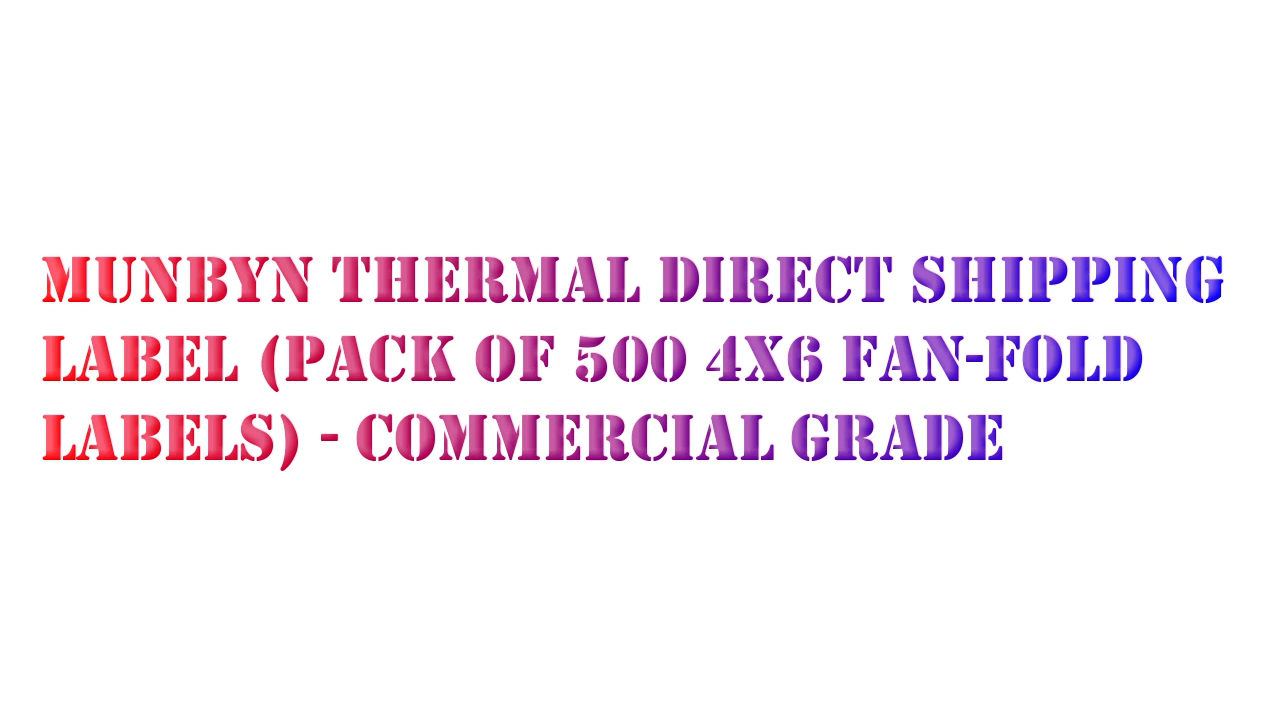 MUNBYN THERMAL DIRECT SHIPPING
LABEL (PACK OF 500 4X6 FAN-FOLD
LABELS) - COMMERCIAL GRADE